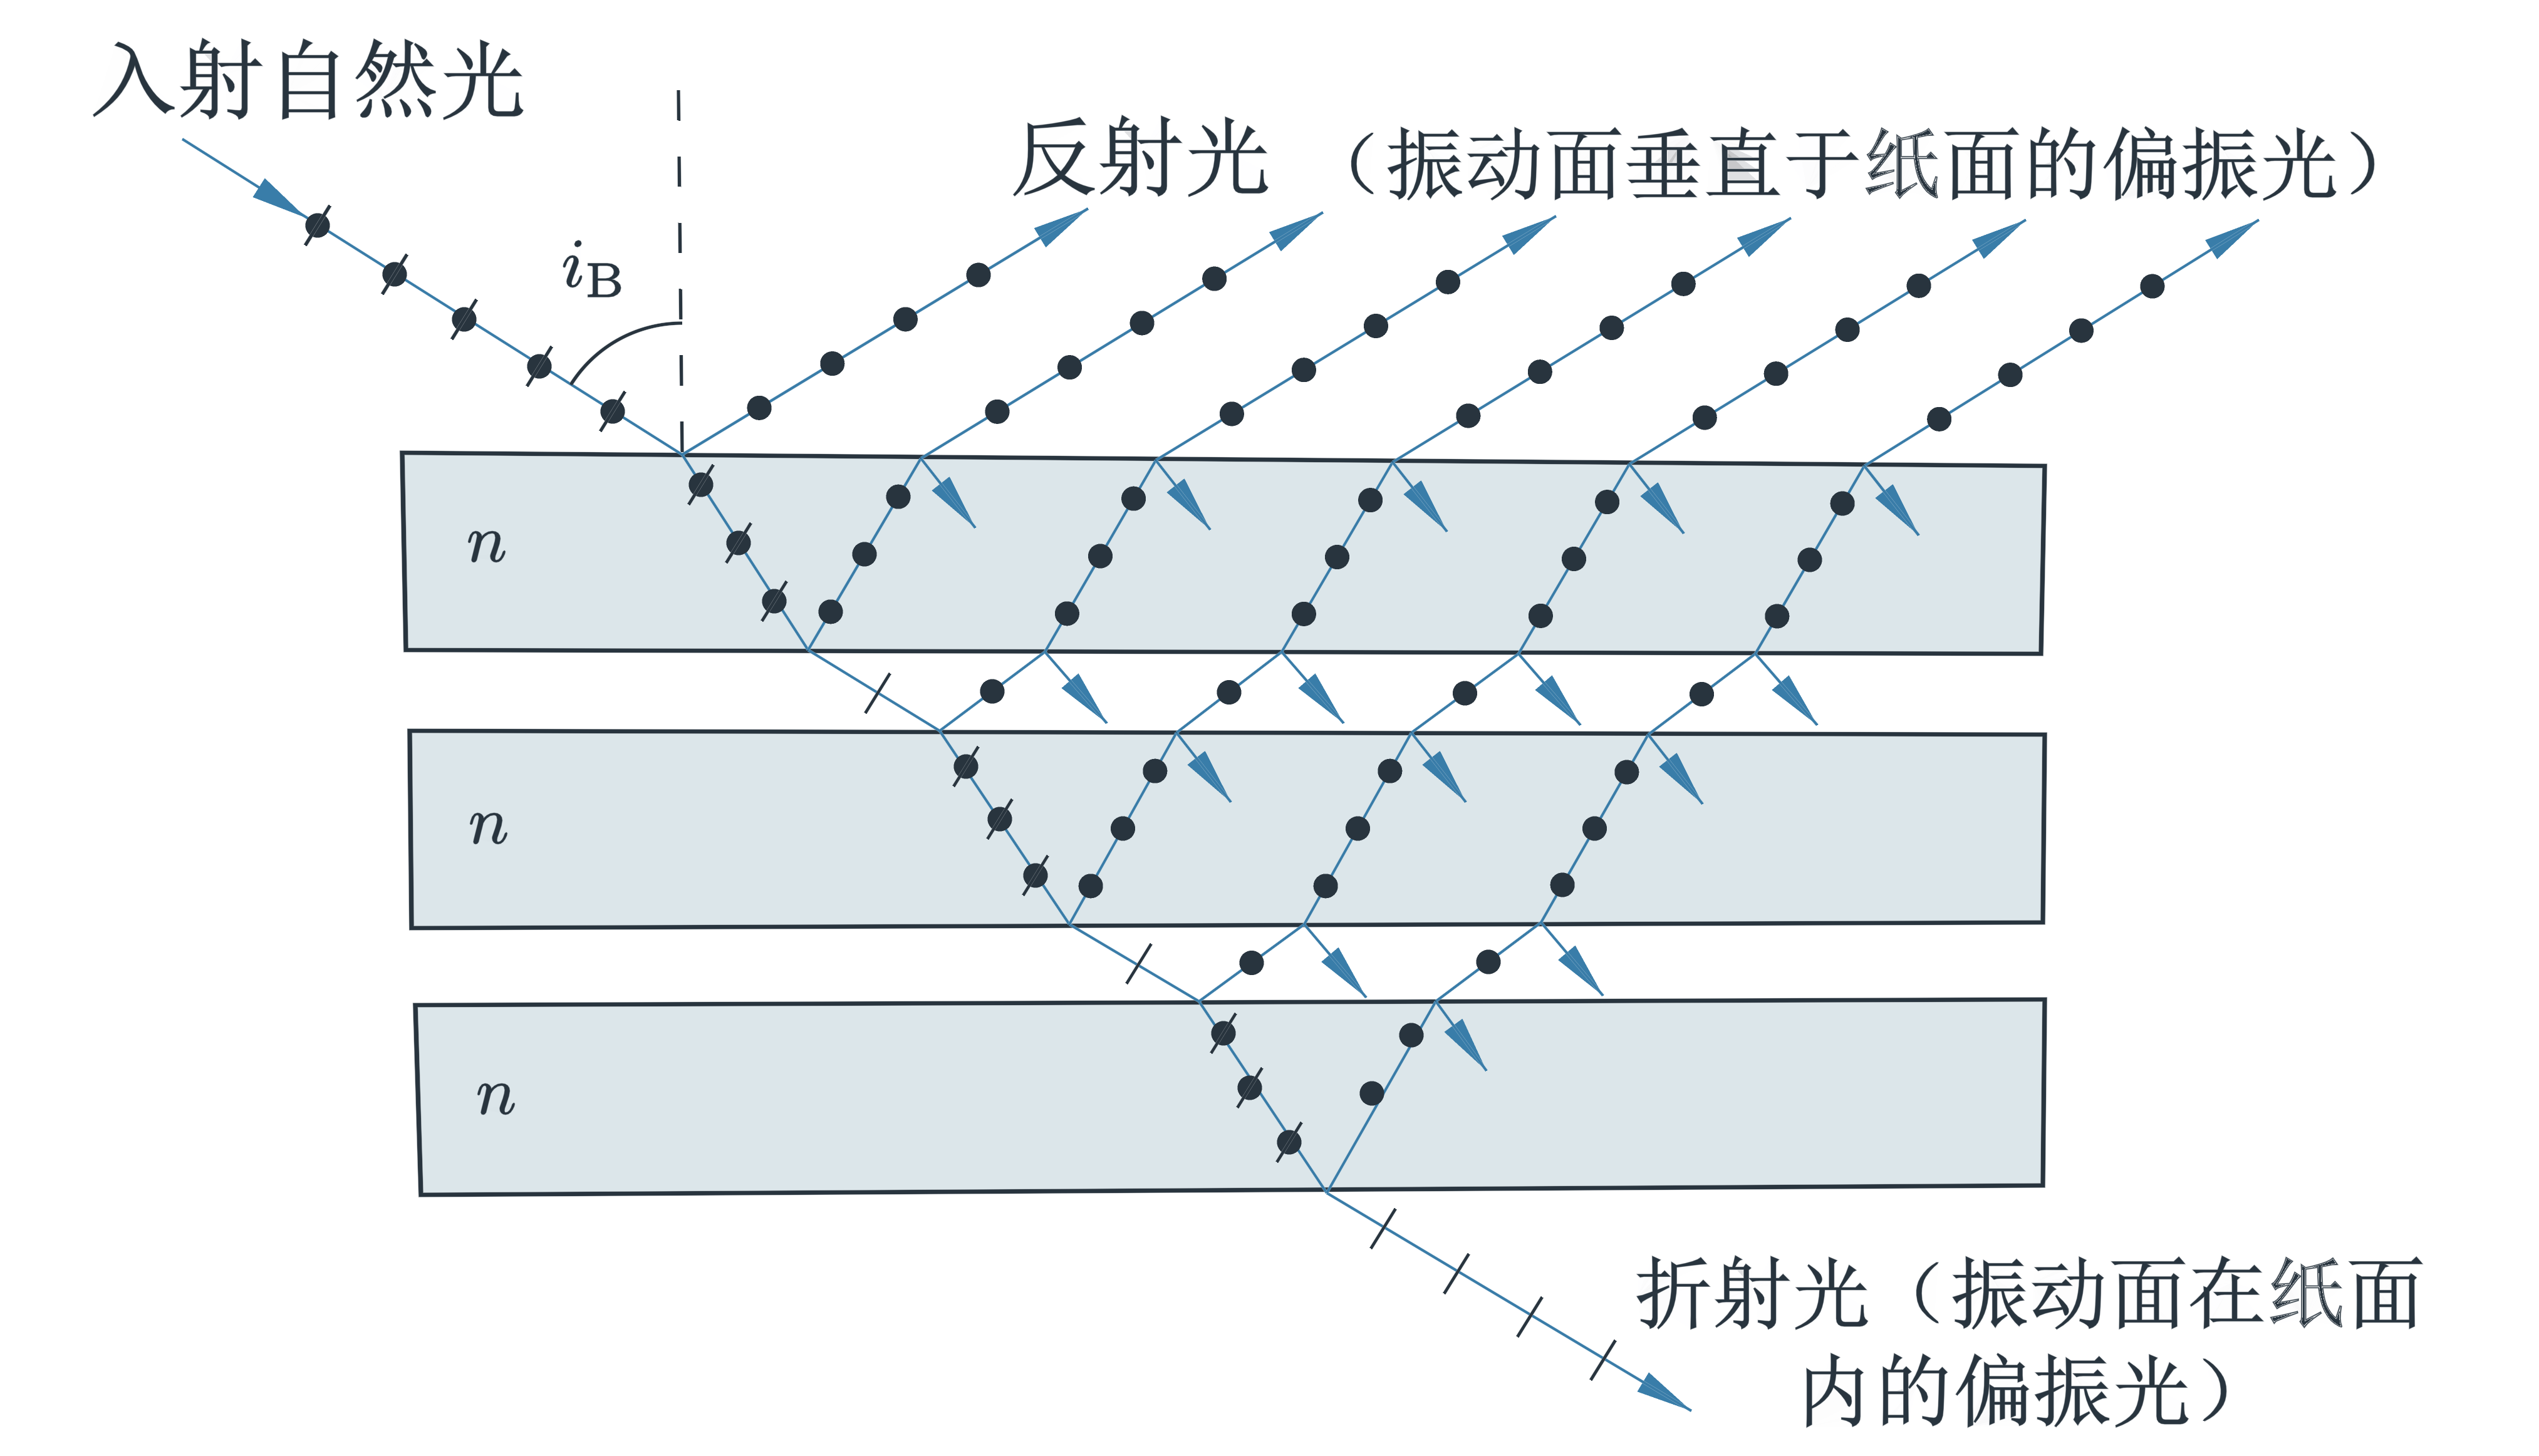 入射自然光
反射光 （振动面垂直于纸面的偏振光）
i_B
n
n
n
折射光（振动面在纸面
内的偏振光）